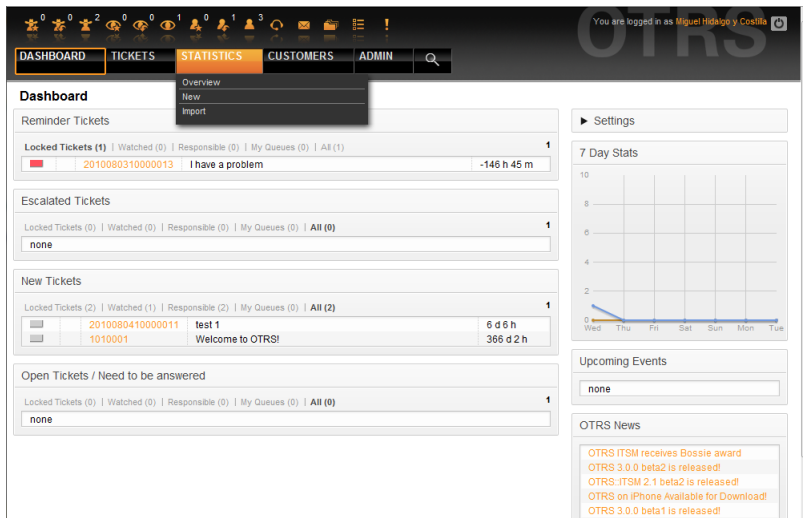 0 0 2 0 0 1 0 1 3
You are logged in as Miguel Hidalgo y Costilla
OTRS
DASHBOARD TICKETS STATISTICS CUSTOMERS ADMIN
Overview
New
Import
Dashboard
Reminder Tickets
Locked Tickets (1) | Watched (0) | Responsible (0) | My Queues (0) | All (1) 1
2010080310000013 I have a problem -146 h 45 m
Escalated Tickets
Locked Tickets (0) | Watched (0) | Responsible (0) | My Queues (0) | All (0) 1
none
New Tickets
Locked Tickets (2) | Watched (1) | Responsible (2) | My Queues (0) | All (2) 1
2010080410000011 test 1 6 d 6 h
1010001 Welcome to OTRS! 366 d 2 h
Open Tickets / Need to be answered
Locked Tickets (0) | Watched (0) | Responsible (0) | My Queues (0) | All (0) 1
none
Settings
7 Day Stats
10
8
6
4
2
0
Wed Thu Fri Sat Sun Mon Tue
Upcoming Events
none
OTRS News
OTRS ITSM receives Bossie award
OTRS 3.0.0 beta2 is released!
OTRS::ITSM 2.1 beta2 is released!
OTRS on iPhone Available for Download!
OTRS 3.0.0 beta1 is released!